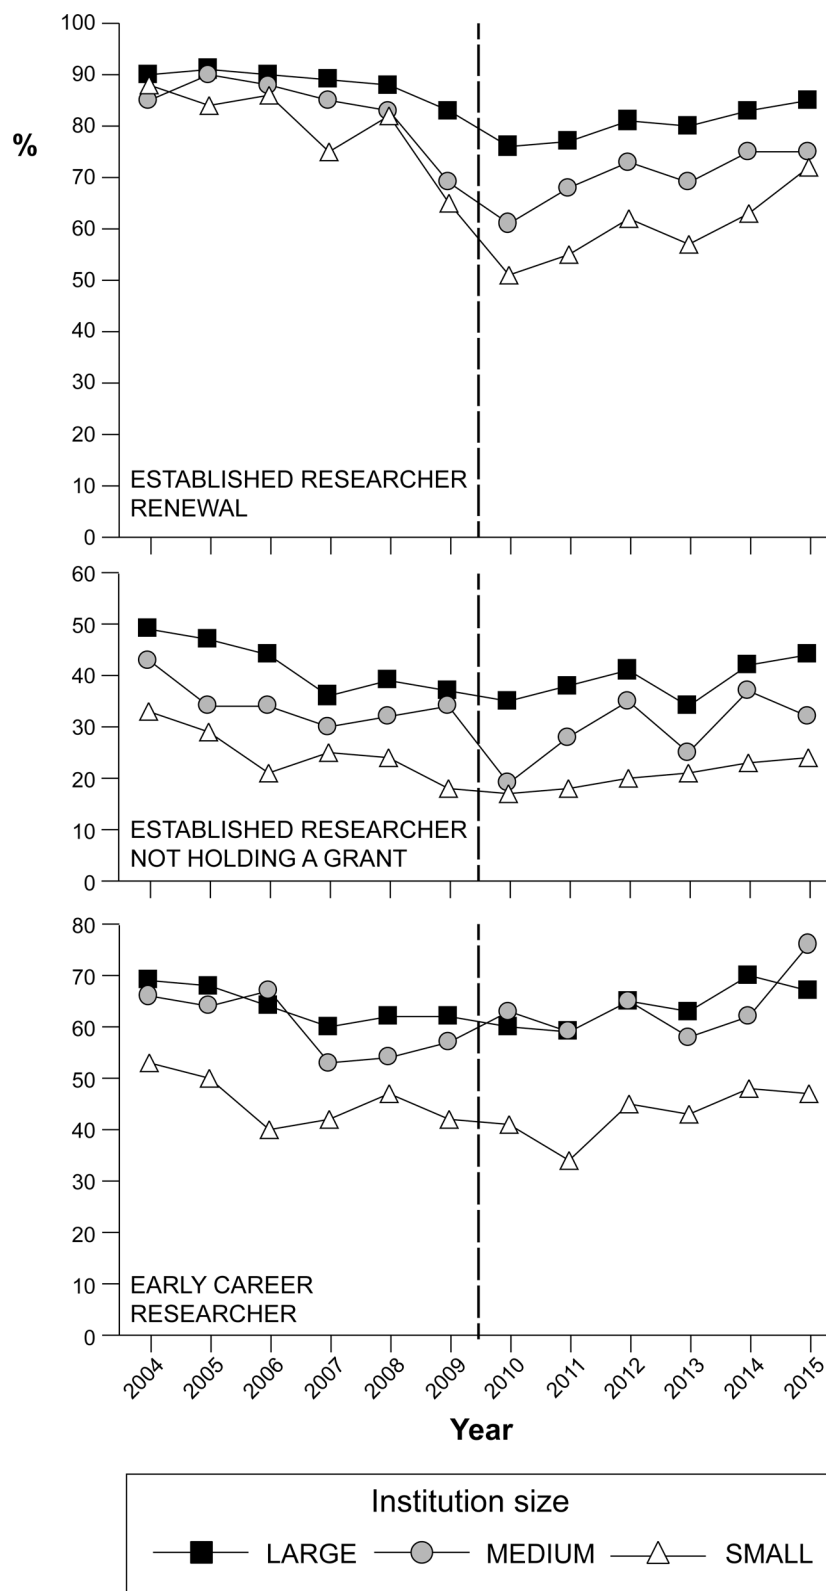 100
90
80
%
70
60
50
40
30
20
10
0
ESTABLISHED RESEARCHER
RENEWAL
60
50
40
30
20
10
0
ESTABLISHED RESEARCHER
NOT HOLDING A GRANT
80
70
60
50
40
30
20
10
0
EARLY CAREER
RESEARCHER
2004 2005 2006 2007 2008 2009 2010 2011 2012 2013 2014 2015
Year
Institution size
LARGE MEDIUM SMALL